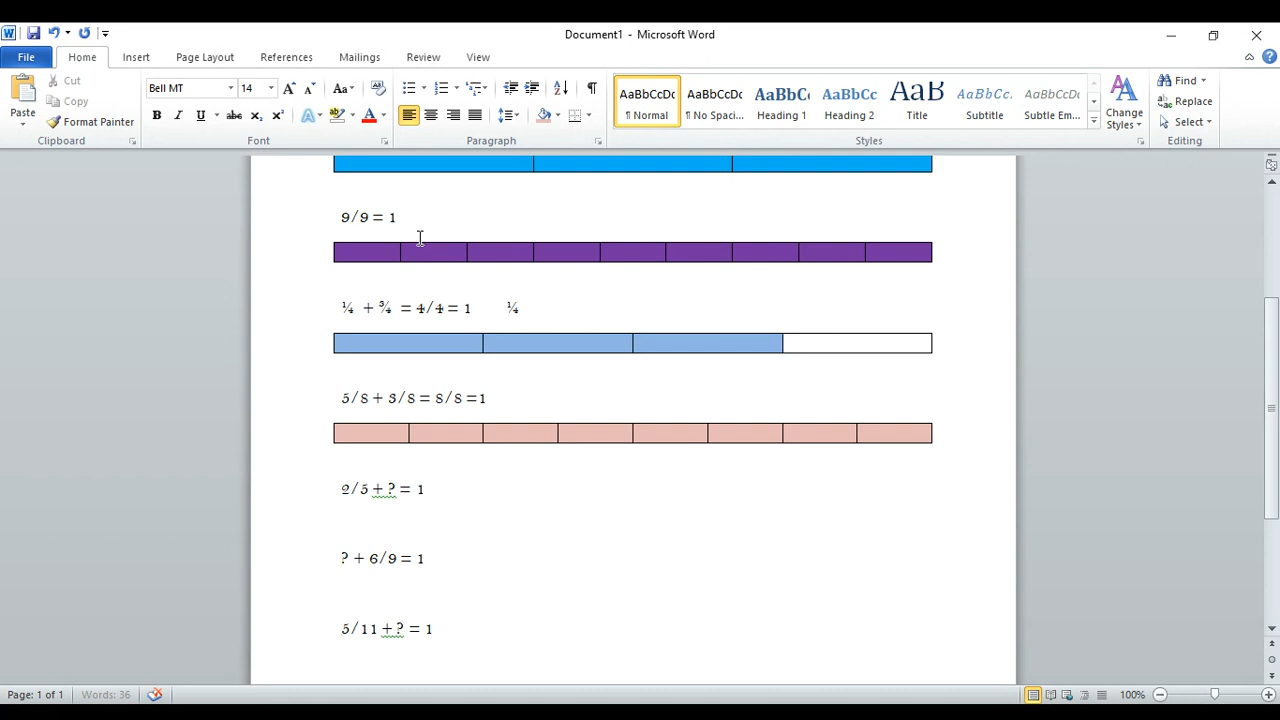 Document1 - Microsoft Word
File Home Insert Page Layout References Mailings Review View
Paste
Cut
Copy
Format Painter
Clipboard
Bell MT 14
Font
Paragraph
AaBbCcDc AaBbCcDc AaBbC AaBbCc AaB AaBbCc. AaBbCcDc
¶ Normal ¶ No Spaci... Heading 1 Heading 2 Title Subtitle Subtle Em...
Change Styles
Styles
Find
Replace
Select
Editing
9/9 = 1
¼ + ¾ = 4/4 = 1 ¼
5/8 + 3/8 = 8/8 =1
2/5 + ? = 1
? + 6/9 = 1
5/11 + ? = 1
Page: 1 of 1 Words: 36 100%